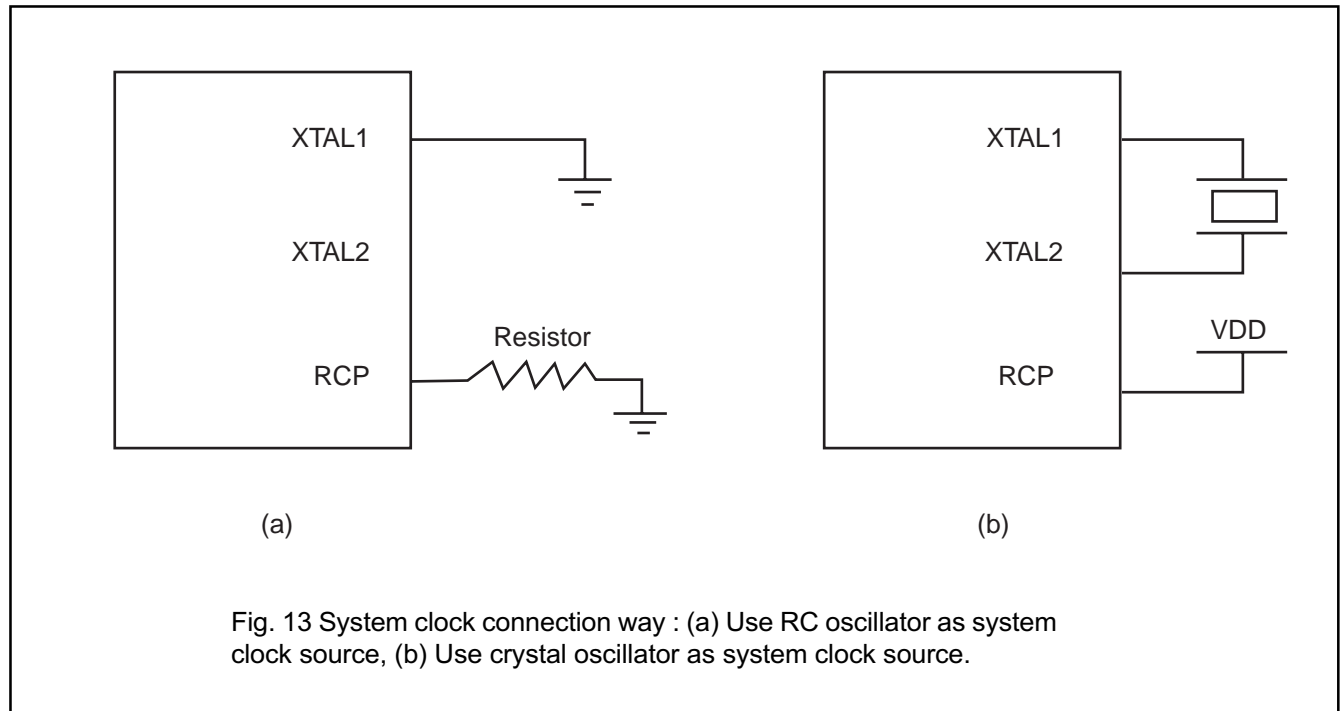 XTAL1
XTAL2
Resistor
RCP
(a)
XTAL1
XTAL2
VDD
RCP
(b)
Fig. 13 System clock connection way : (a) Use RC oscillator as system
clock source, (b) Use crystal oscillator as system clock source.